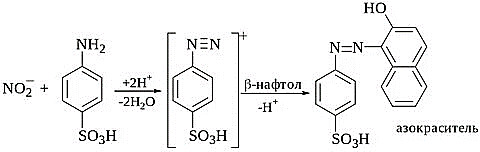 NO₂⁻ +
NH₂
SO₃H
+2H⁺
-2H₂O
N≡N
+
SO₃H
β-нафтол
-H⁺
HO
N=N
SO₃H
азокраситель